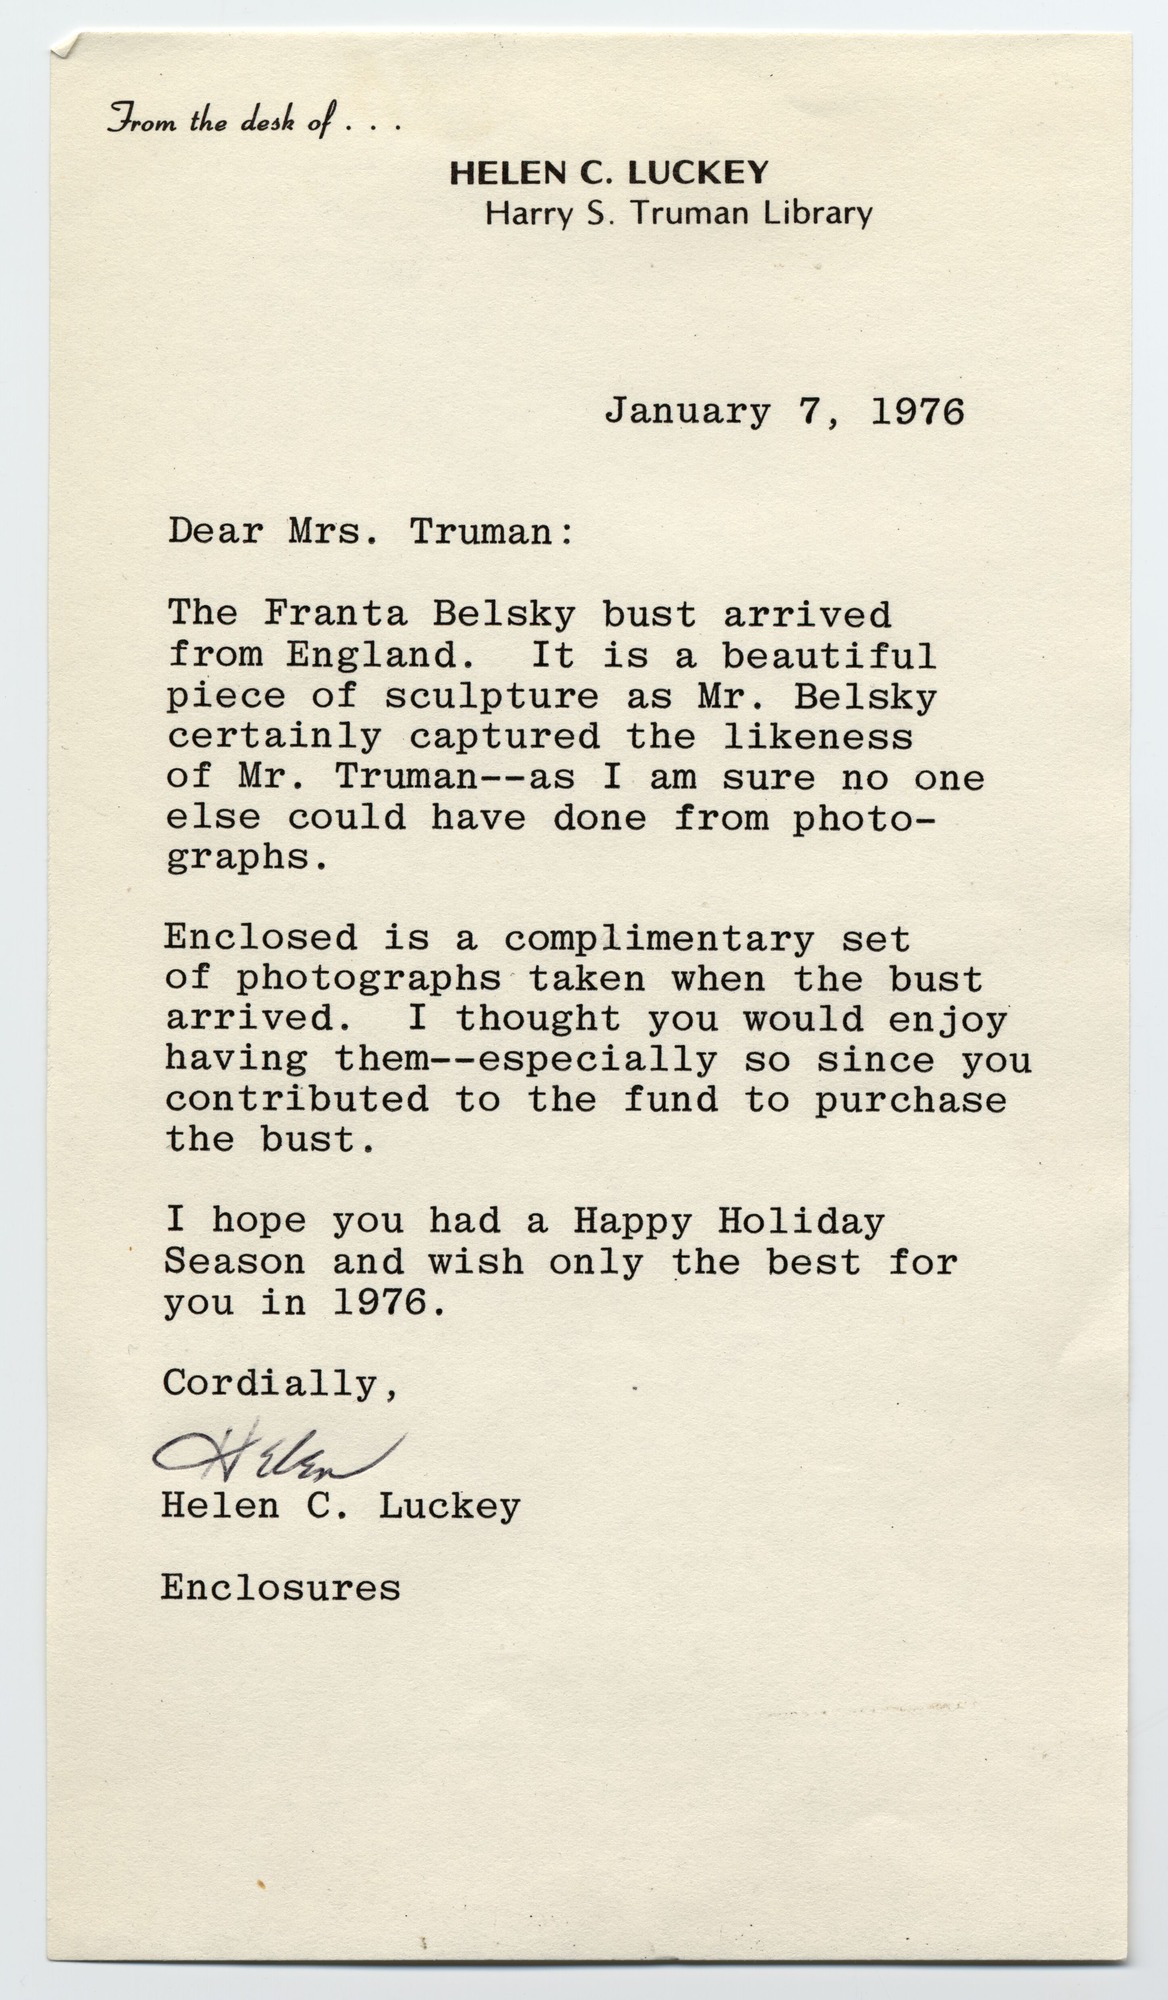 From the desk of . . .
HELEN C. LUCKEY
Harry S. Truman Library
January 7, 1976
Dear Mrs. Truman:
The Franta Belsky bust arrived
from England.  It is a beautiful
piece of sculpture as Mr. Belsky
certainly captured the likeness
of Mr. Truman--as I am sure no one
else could have done from photo-
graphs.
Enclosed is a complimentary set
of photographs taken when the bust
arrived.  I thought you would enjoy
having them--especially so since you
contributed to the fund to purchase
the bust.
I hope you had a Happy Holiday
Season and wish only the best for
you in 1976.
Cordially,
Helen
Helen C. Luckey
Enclosures